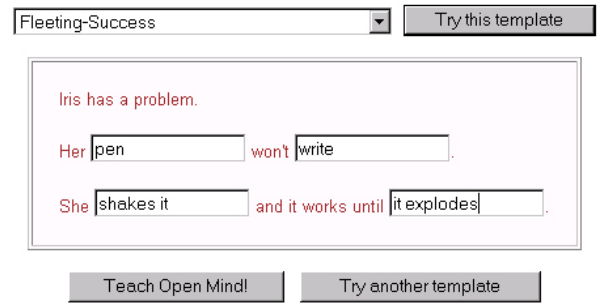 Fleeting-Success Try this template
Iris has a problem.
Her pen won't write.
She shakes it and it works until it explodes.
Teach Open Mind! Try another template